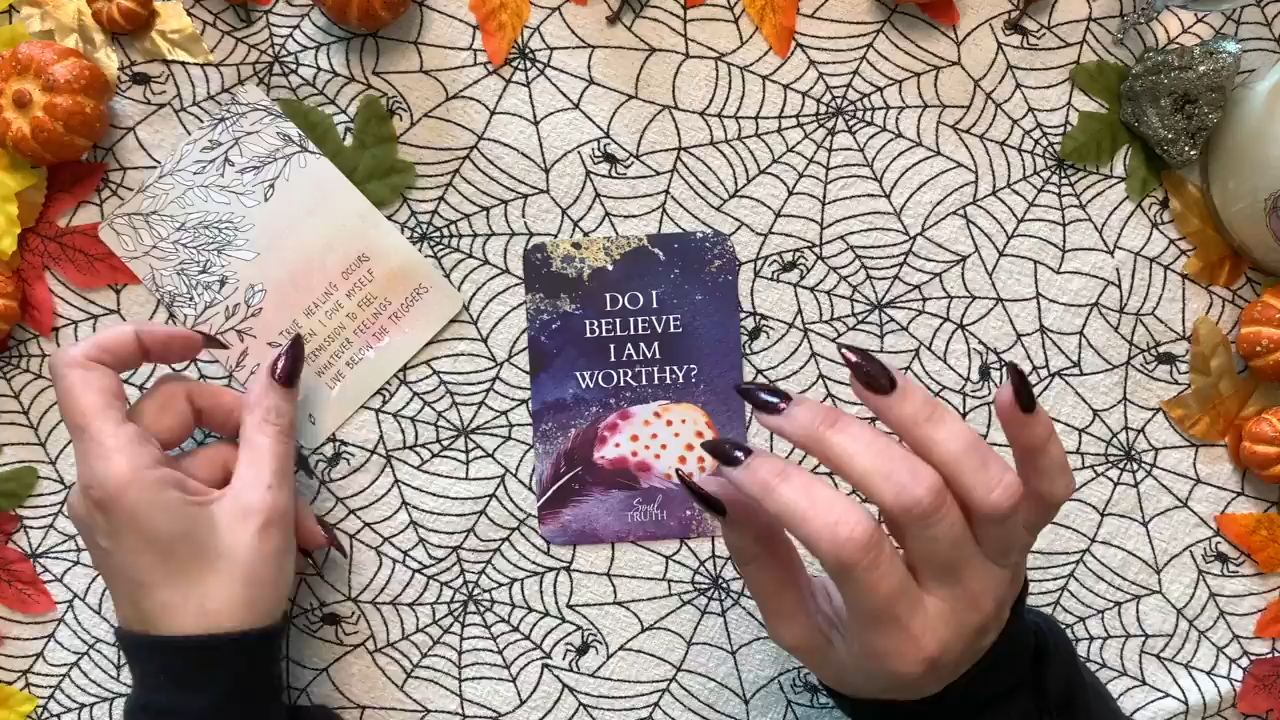 TRUE HEALING OCCURS
WHEN I GIVE MYSELF
PERMISSION TO FEEL
WHATEVER FEELINGS
LIVE BELOW THE TRIGGERS.
DO I
BELIEVE
I AM
WORTHY?
Soul
TRUTH